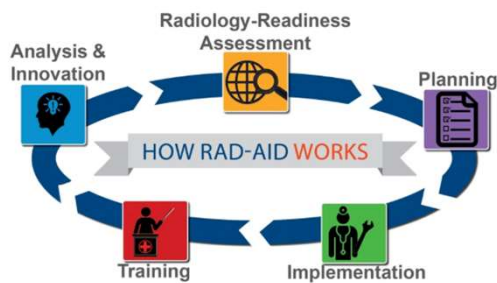 Radiology-Readiness
Assessment
Analysis &
Innovation
Planning
HOW RAD-AID WORKS
Training
Implementation